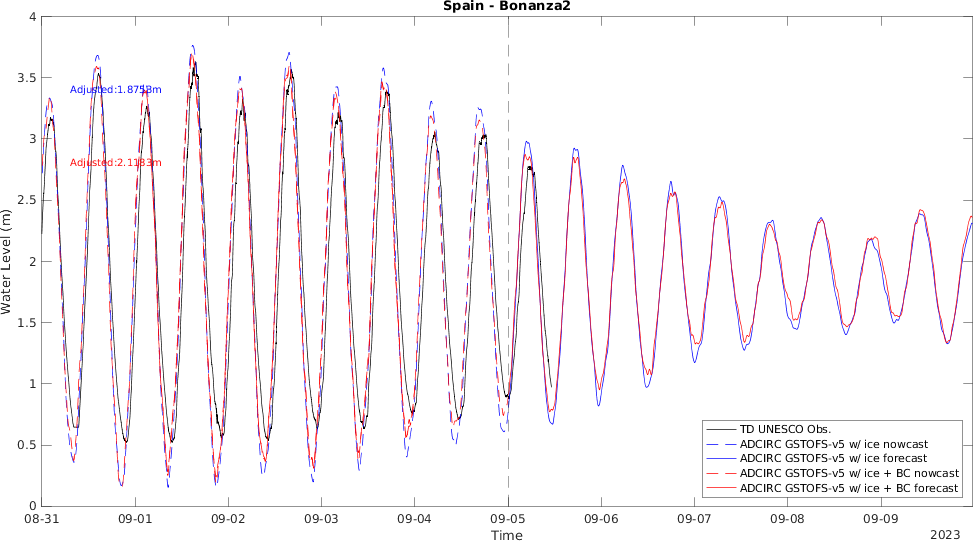 Spain - Bonanza2
4
3.5
3
2.5
2
1.5
1
0.5
0
Water Level (m)
Adjusted:1.8753m
Adjusted:2.1133m
TD UNESCO Obs.
ADCIRC GSTOFS-v5 w/ ice nowcast
ADCIRC GSTOFS-v5 w/ ice forecast
ADCIRC GSTOFS-v5 w/ ice + BC nowcast
ADCIRC GSTOFS-v5 w/ ice + BC forecast
08-31 09-01 09-02 09-03 09-04 09-05 09-06 09-07 09-08 09-09
Time
2023